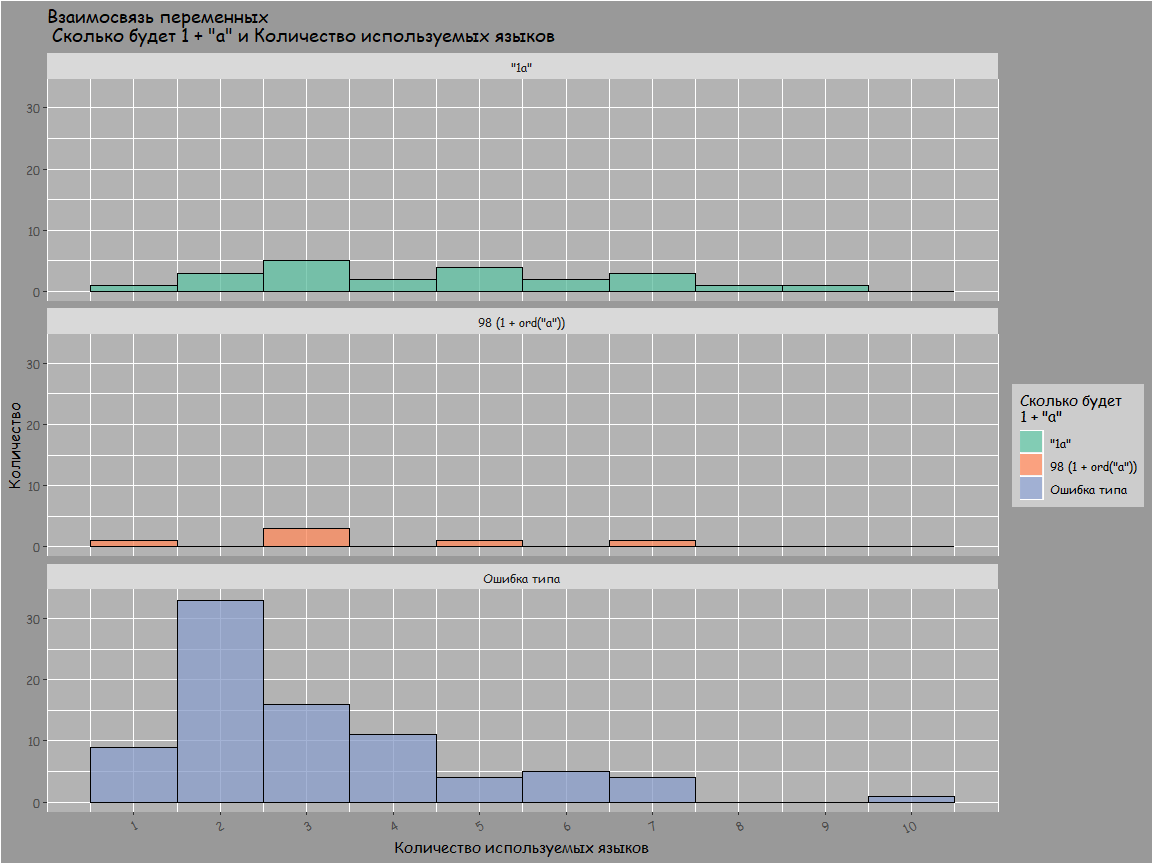 Взаимосвязь переменных
Сколько будет 1 + "a" и Количество используемых языков
"1a"
30
20
10
0
98 (1 + ord("a"))
30
20
10
0
Ошибка типа
30
20
10
0
1
2
3
4
5
6
7
8
9
10
Количество используемых языков
Количество
Сколько будет
1 + "a"
"1a"
98 (1 + ord("a"))
Ошибка типа